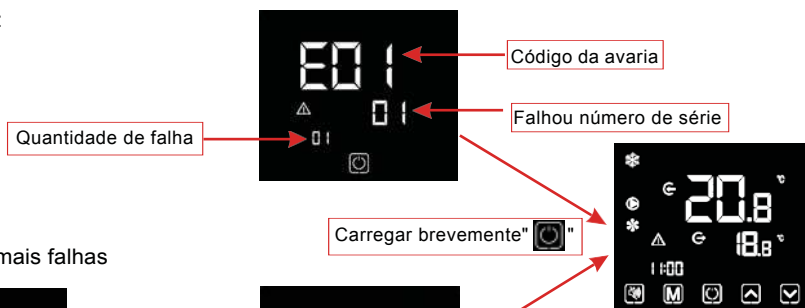 :
E01
Código da avaria
01
Falhou número de série
Quantidade de falha
01
20.8 °C
Carregar brevemente" "
18.8 °
11:00
mais falhas
M